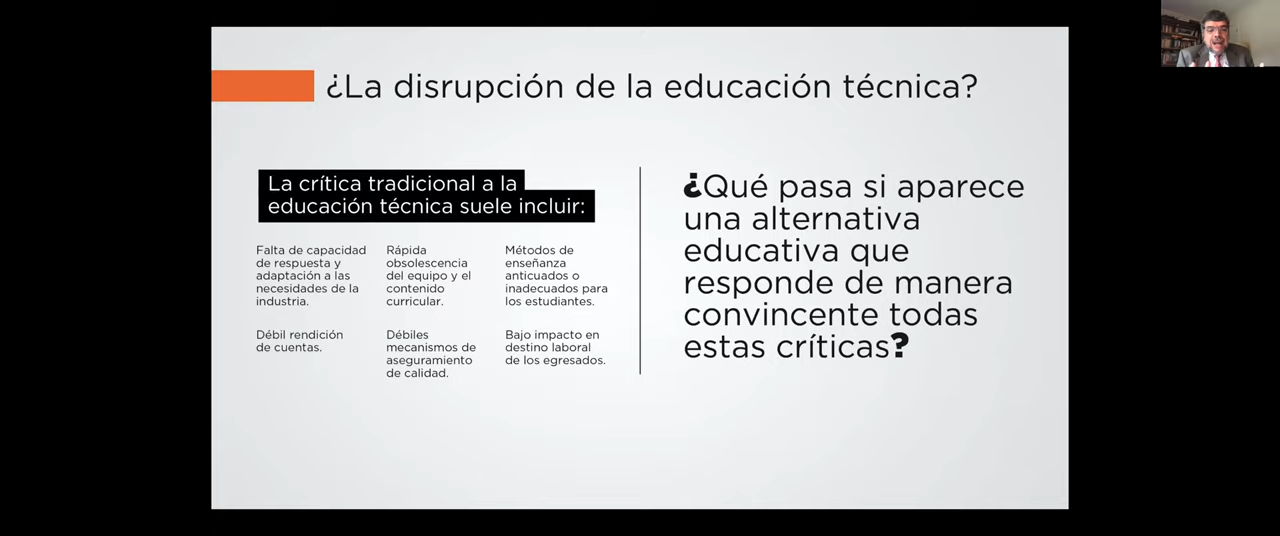 ¿La disrupción de la educación técnica?
La crítica tradicional a la
educación técnica suele incluir:
Falta de capacidad
de respuesta y
adaptación a las
necesidades de la
industria.
Rápida
obsolescencia
del equipo y el
contenido
curricular.
Métodos de
enseñanza
anticuados o
inadecuados para
los estudiantes.
Débil rendición
de cuentas.
Débiles
mecanismos de
aseguramiento
de calidad.
Bajo impacto en
destino laboral
de los egresados.
¿Qué pasa si aparece
una alternativa
educativa que
responde de manera
convincente todas
estas críticas?